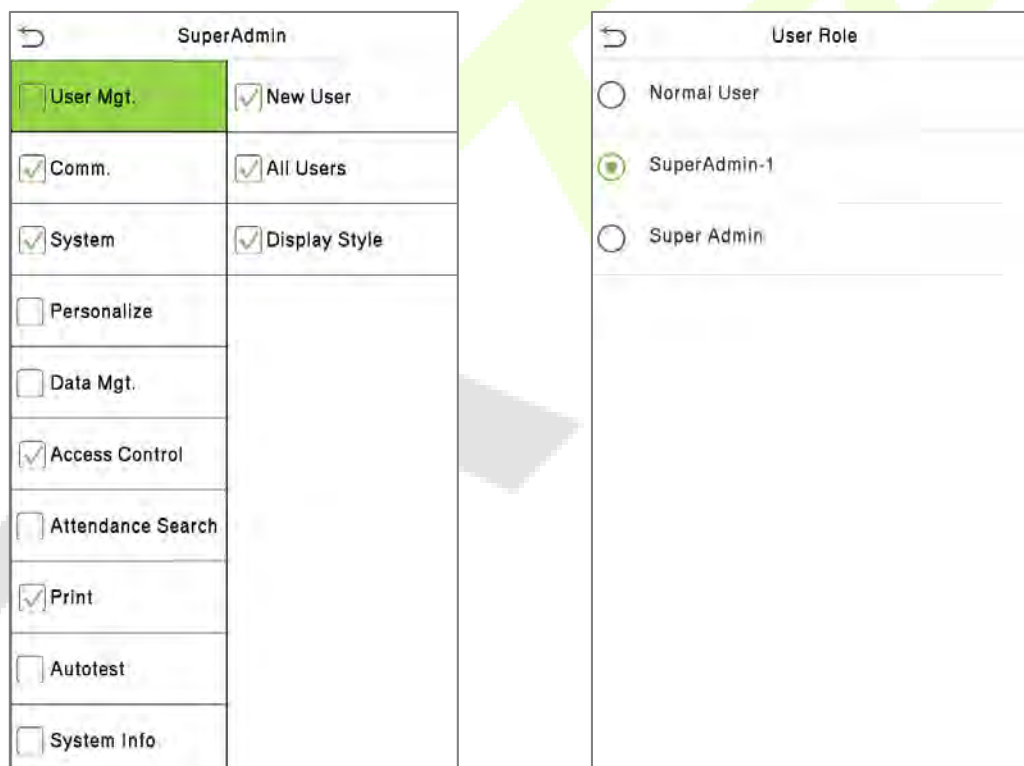 SuperAdmin
User Mgt.
New User
Comm.
All Users
System
Display Style
Personalize
Data Mgt.
Access Control
Attendance Search
Print
Autotest
System Info
User Role
Normal User
SuperAdmin-1
Super Admin